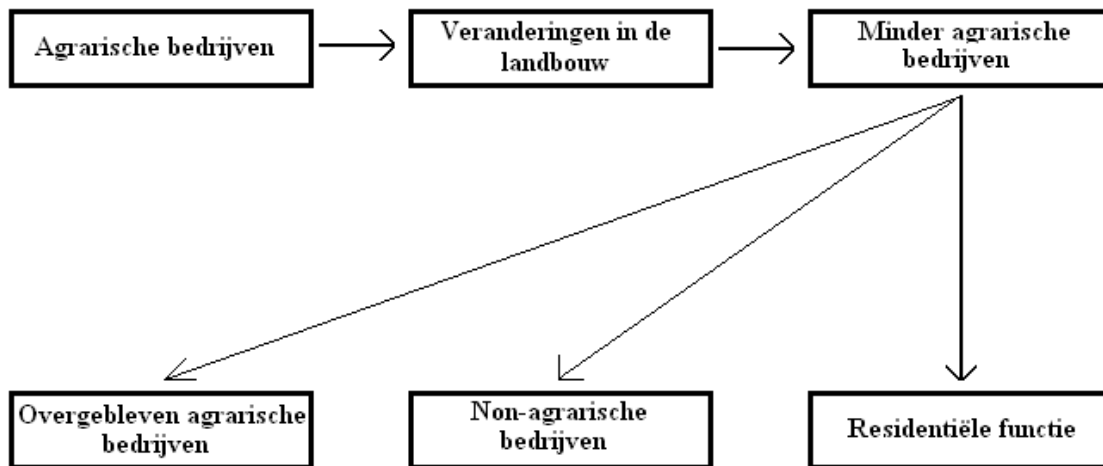 Agrarische bedrijven
Veranderingen in de
landbouw
Minder agrarische
bedrijven
Overgebleven agrarische
bedrijven
Non-agrarische
bedrijven
Residentiële functie